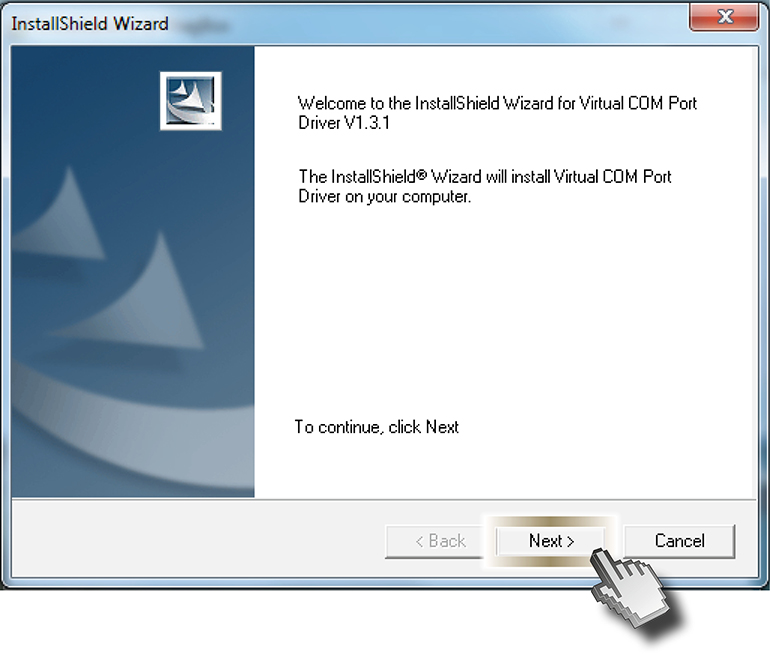 InstallShield Wizard
Welcome to the InstallShield Wizard for Virtual COM Port
Driver V1.3.1
The InstallShield® Wizard will install Virtual COM Port
Driver on your computer.
To continue, click Next
< Back
Next >
Cancel